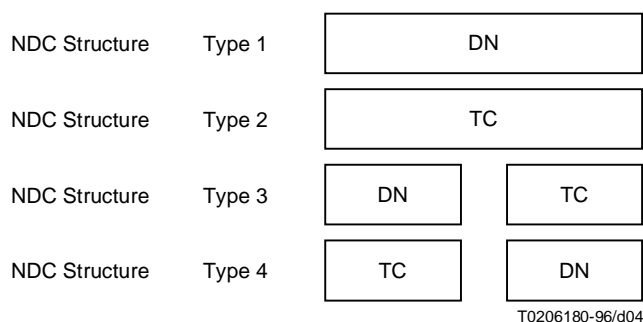 NDC Structure Type 1 DN
NDC Structure Type 2 TC
NDC Structure Type 3 DN TC
NDC Structure Type 4 TC DN
T0206180-96/d04